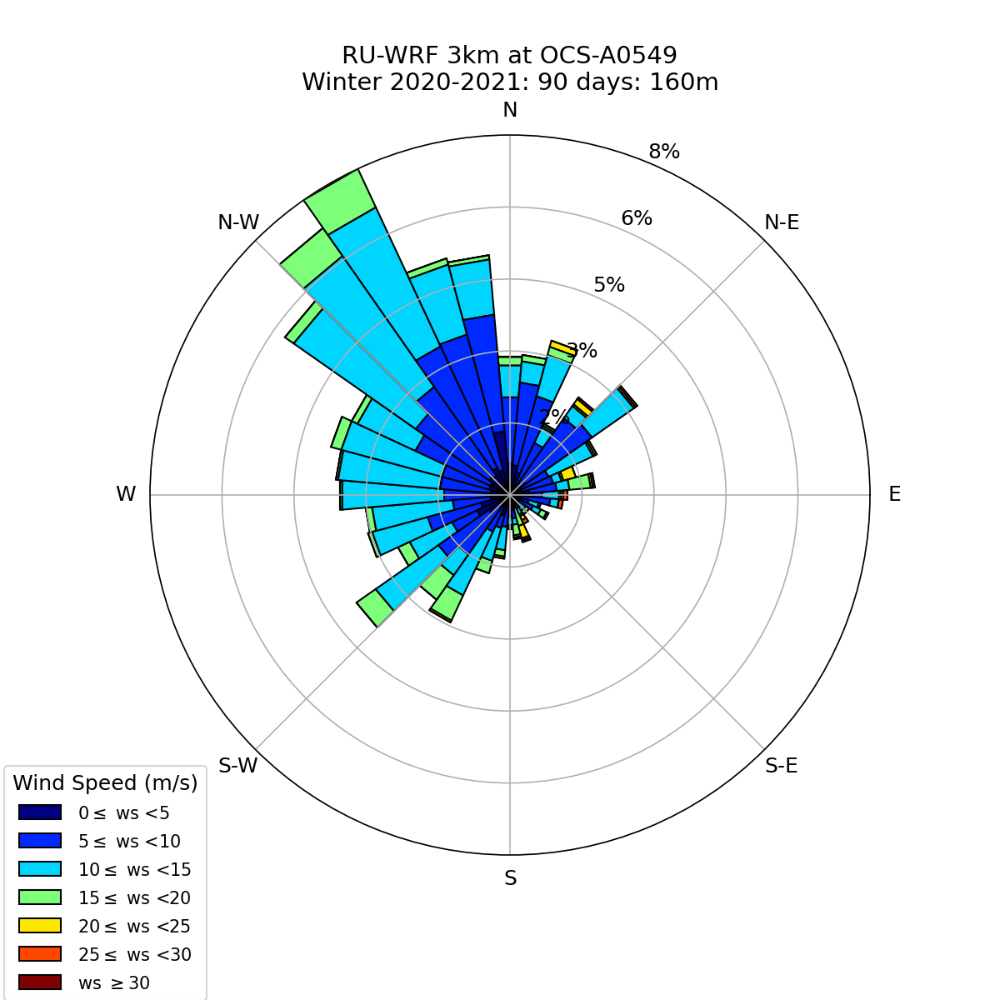 RU-WRF 3km at OCS-A0549
Winter 2020-2021: 90 days: 160m
N
8%
N-W
6%
N-E
5%
3%
2%
W
E
S-W
S-E
S
Wind Speed (m/s)
0≤ ws <5
5≤ ws <10
10≤ ws <15
15≤ ws <20
20≤ ws <25
25≤ ws <30
ws ≥30